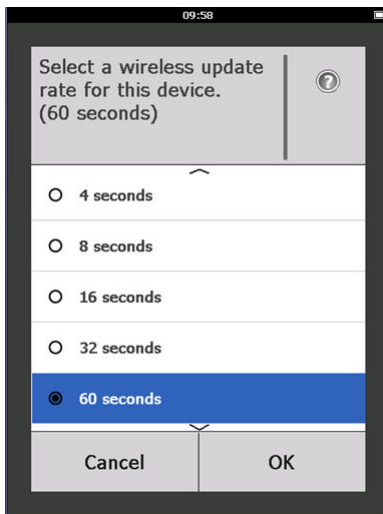 09:58
Select a wireless update
rate for this device.
(60 seconds)
?
4 seconds
8 seconds
16 seconds
32 seconds
60 seconds
Cancel
OK